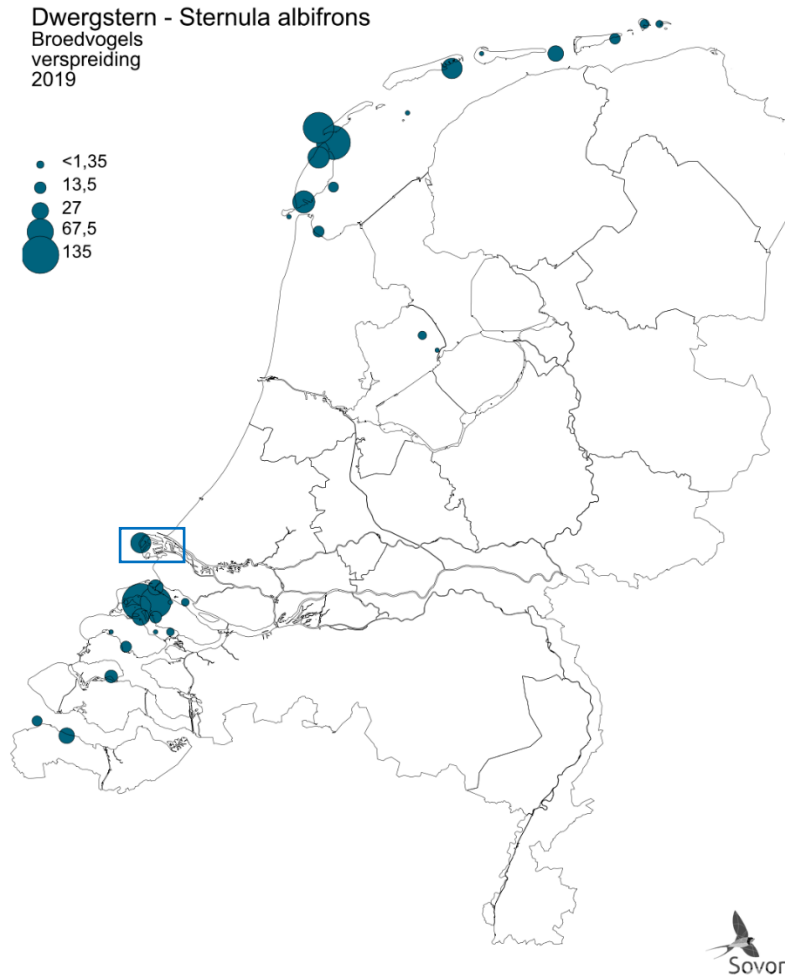 Dwergstern - Sternula albifrons
Broedvogels
verspreiding
2019
<1,35
13,5
27
67,5
135
Sovon